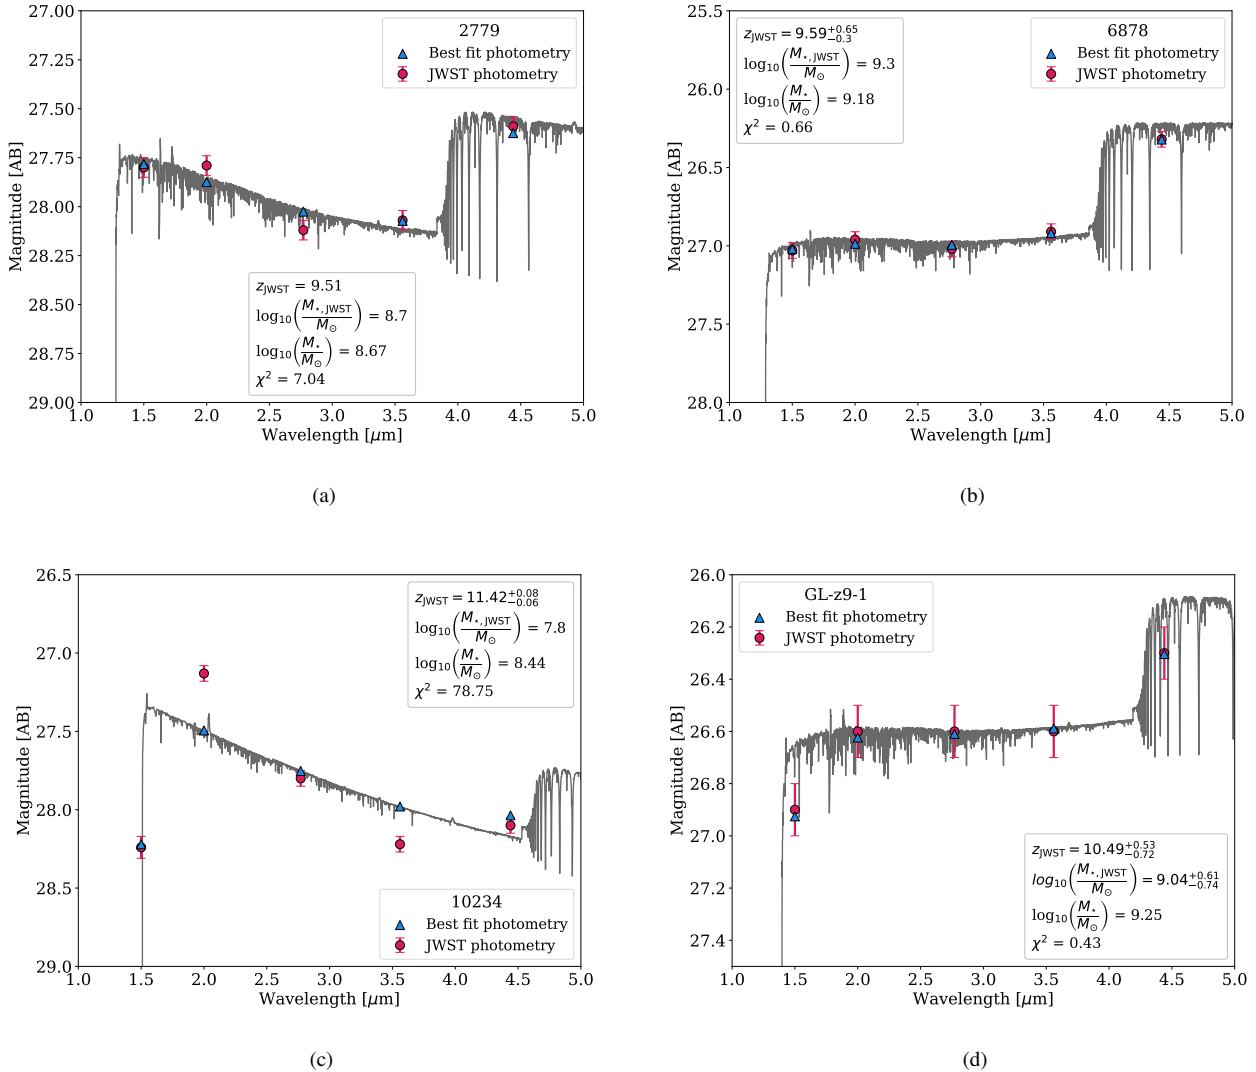 2779
Best fit photometry
JWST photometry
z_JWST = 9.51
log₁₀(M⋆,JWST/M⊙) = 8.7
log₁₀(M⋆/M⊙) = 8.67
χ² = 7.04
Magnitude [AB]
27.00
27.25
27.50
27.75
28.00
28.25
28.50
28.75
29.00
1.0 1.5 2.0 2.5 3.0 3.5 4.0 4.5 5.0
Wavelength [μm]
(a)
z_JWST = 9.59^{+0.65}_{−0.3}
log₁₀(M⋆,JWST/M⊙) = 9.3
log₁₀(M⋆/M⊙) = 9.18
χ² = 0.66
6878
Best fit photometry
JWST photometry
Magnitude [AB]
25.5
26.0
26.5
27.0
27.5
28.0
1.0 1.5 2.0 2.5 3.0 3.5 4.0 4.5 5.0
Wavelength [μm]
(b)
z_JWST = 11.42^{+0.08}_{−0.06}
log₁₀(M⋆,JWST/M⊙) = 7.8
log₁₀(M⋆/M⊙) = 8.44
χ² = 78.75
10234
Best fit photometry
JWST photometry
Magnitude [AB]
26.5
27.0
27.5
28.0
28.5
29.0
1.0 1.5 2.0 2.5 3.0 3.5 4.0 4.5 5.0
Wavelength [μm]
(c)
GL-z9-1
Best fit photometry
JWST photometry
z_JWST = 10.49^{+0.53}_{−0.72}
log₁₀(M⋆,JWST/M⊙) = 9.04^{+0.61}_{−0.74}
log₁₀(M⋆/M⊙) = 9.25
χ² = 0.43
Magnitude [AB]
26.0
26.2
26.4
26.6
26.8
27.0
27.2
27.4
1.0 1.5 2.0 2.5 3.0 3.5 4.0 4.5 5.0
Wavelength [μm]
(d)